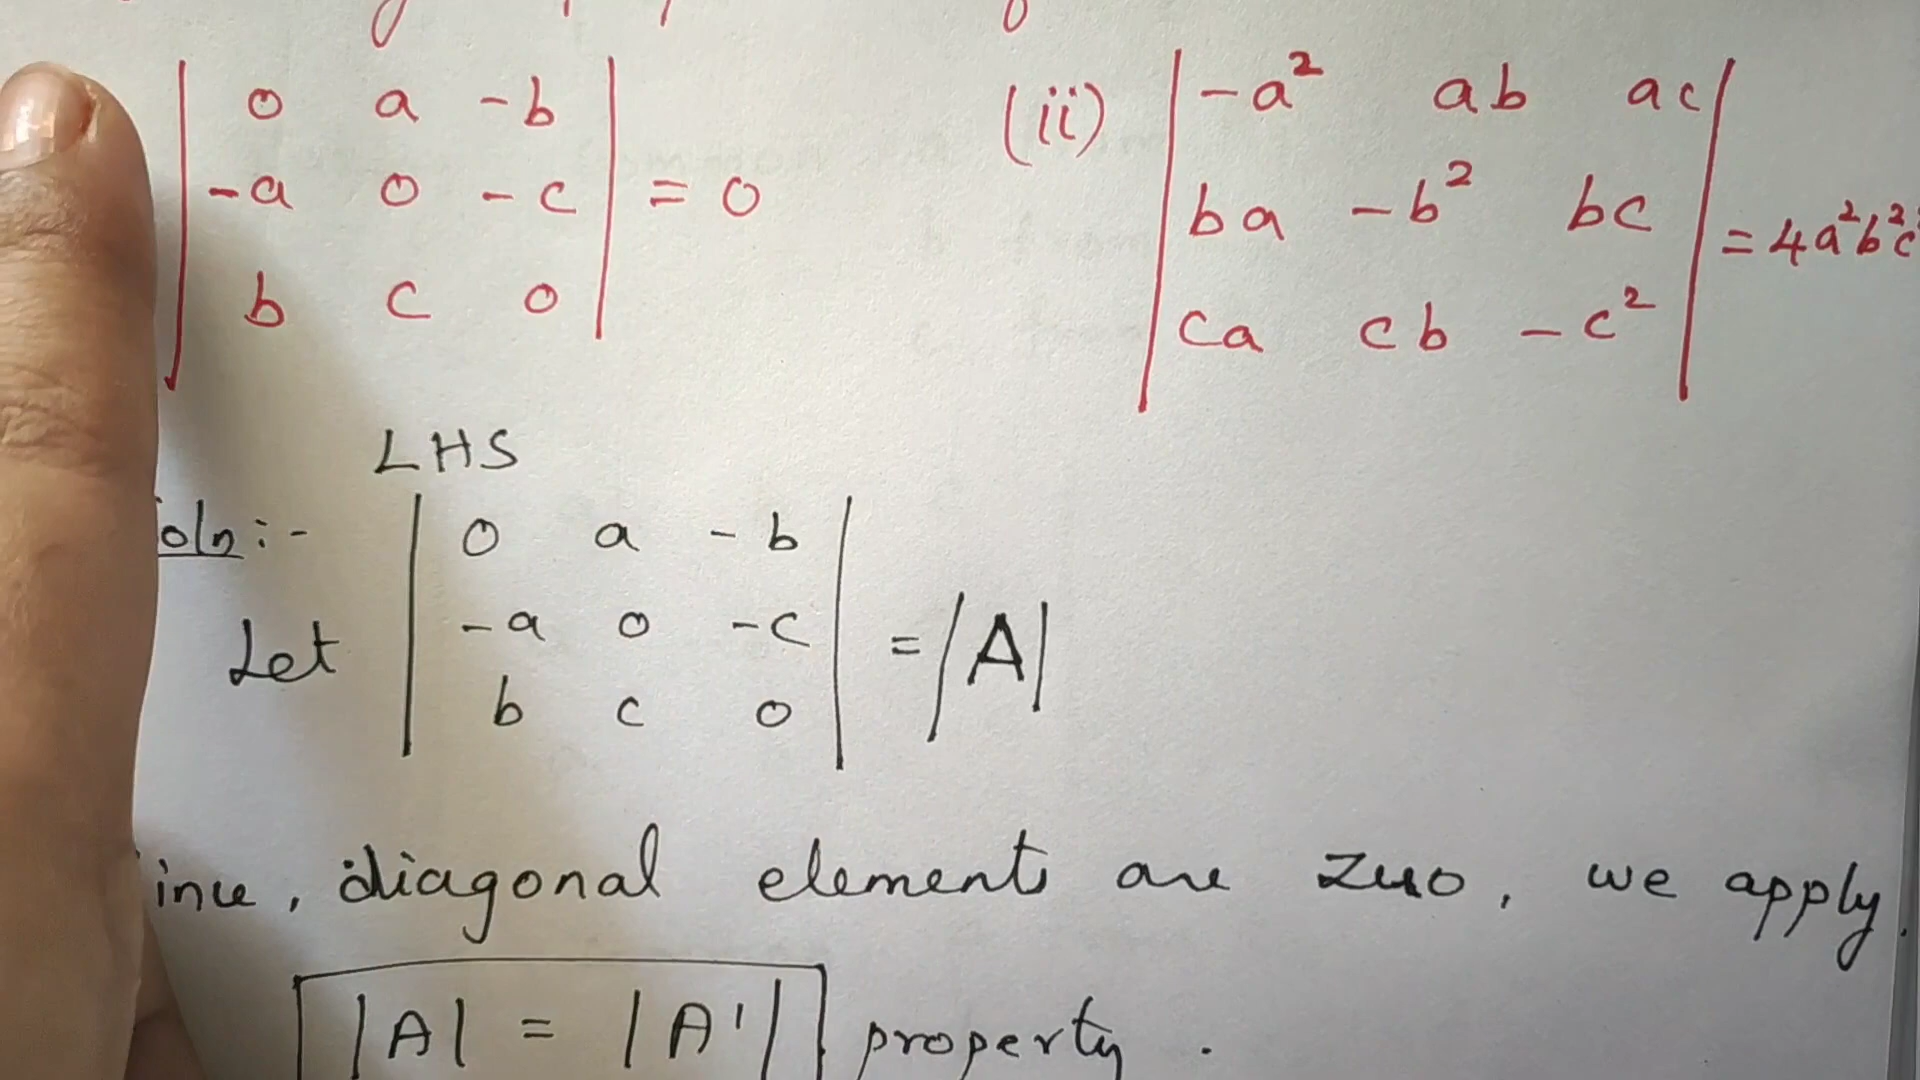 | 0 a -b |
| -a 0 -c | = 0
| b c 0 |
(ii) | -a² ab ac |
| ba -b² bc | = 4a²b²c²
| ca cb -c² |
LHS
oln :- | 0 a -b |
Let | -a 0 -c | = |A|
| b c 0 |
ince, diagonal elements are zero, we apply
|A| = |A'| property.